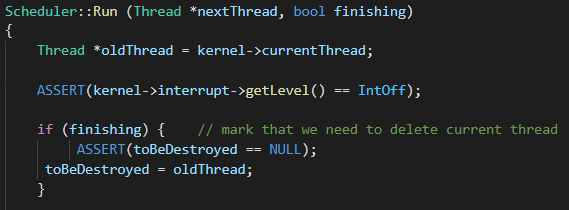 Scheduler::Run (Thread *nextThread, bool finishing)
{
    Thread *oldThread = kernel->currentThread;

    ASSERT(kernel->interrupt->getLevel() == IntOff);

    if (finishing) {    // mark that we need to delete current thread
         ASSERT(toBeDestroyed == NULL);
     toBeDestroyed = oldThread;
    }